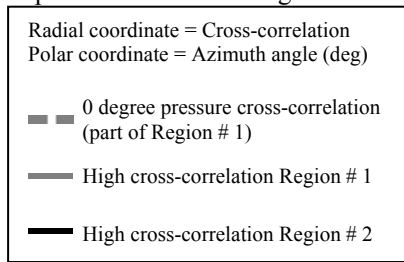 Radial coordinate = Cross-correlation
Polar coordinate = Azimuth angle (deg)
0 degree pressure cross-correlation
(part of Region # 1)
High cross-correlation Region # 1
High cross-correlation Region # 2